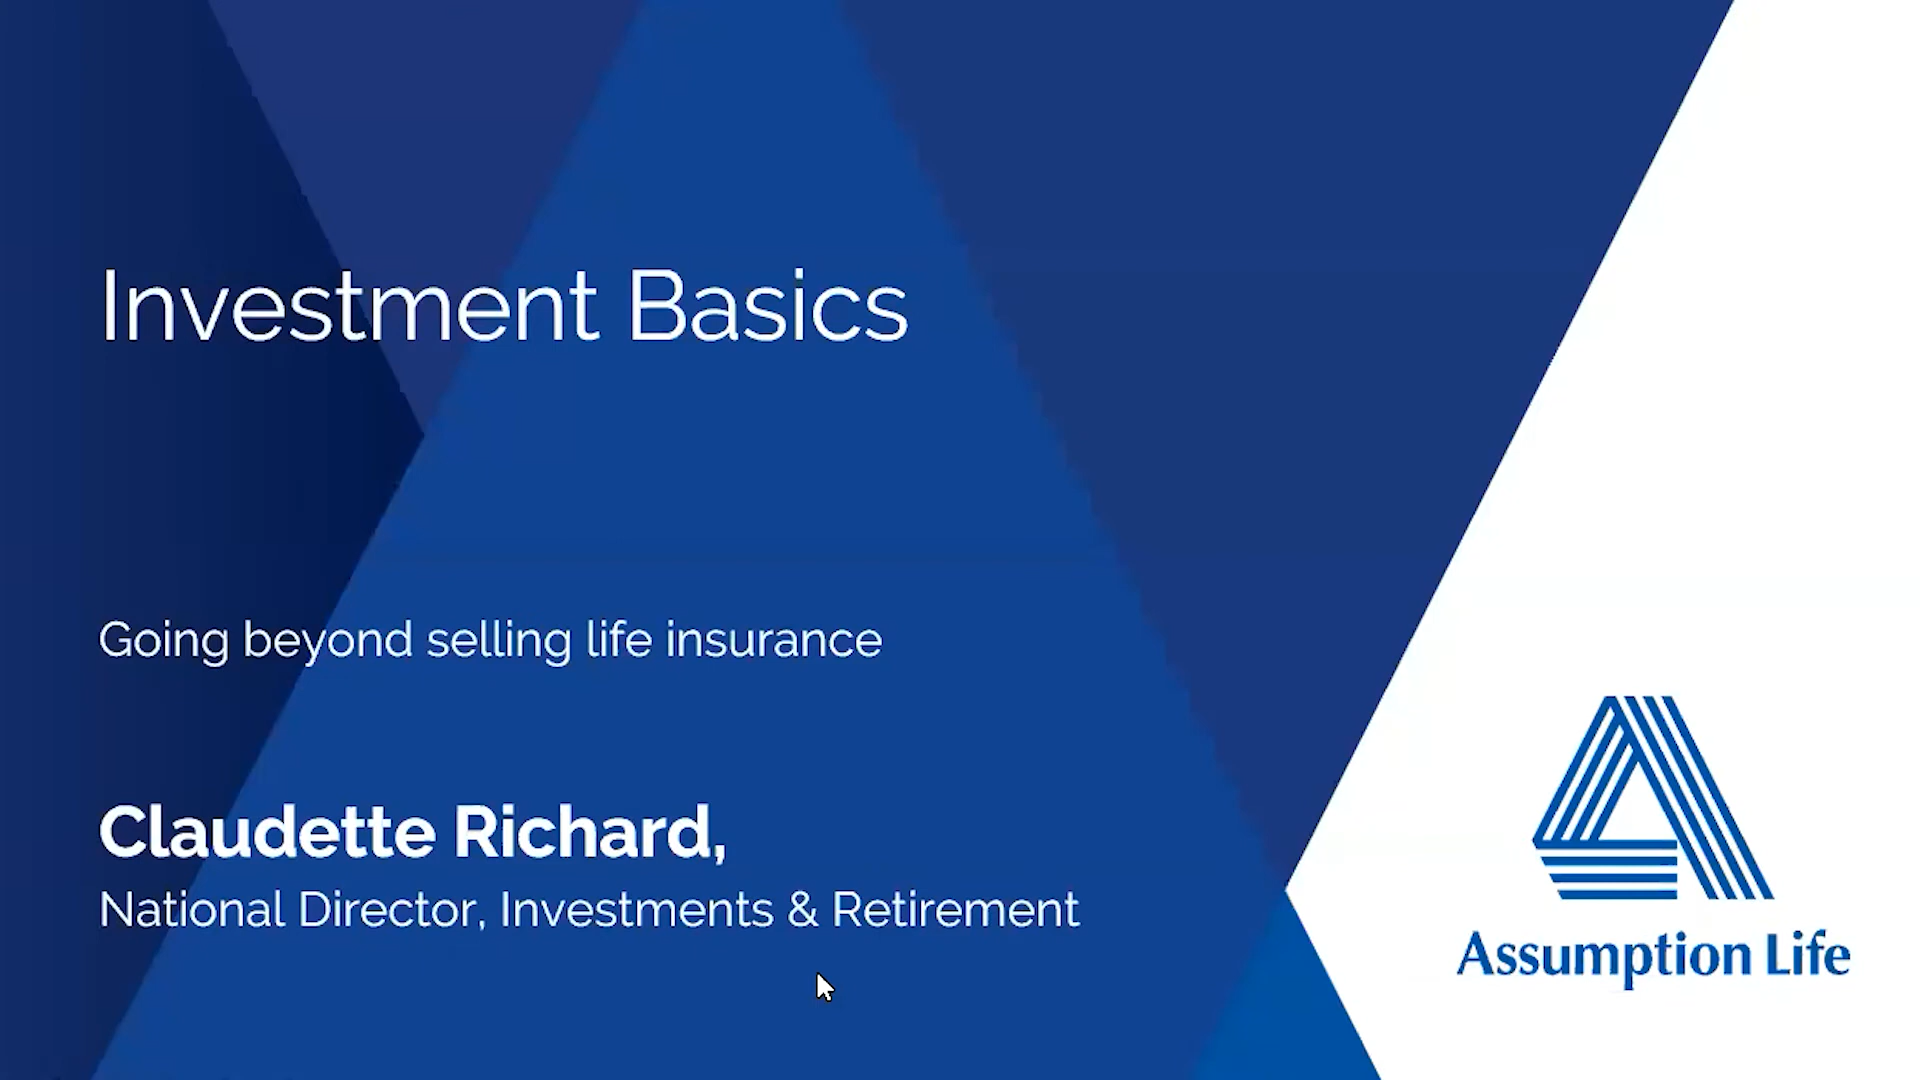 Investment Basics
Going beyond selling life insurance
Claudette Richard,
National Director, Investments & Retirement
Assumption Life